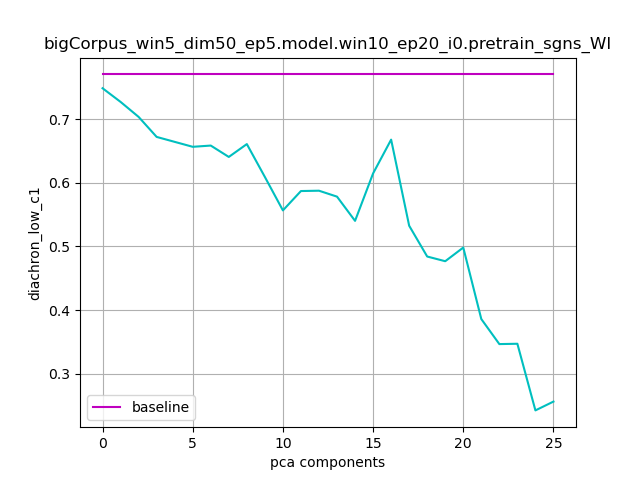 bigCorpus_win5_dim50_ep5.model.win10_ep20_i0.pretrain_sgns_WI
0.7
0.6
0.5
0.4
0.3
diachron_low_c1
baseline
0 5 10 15 20 25
pca components